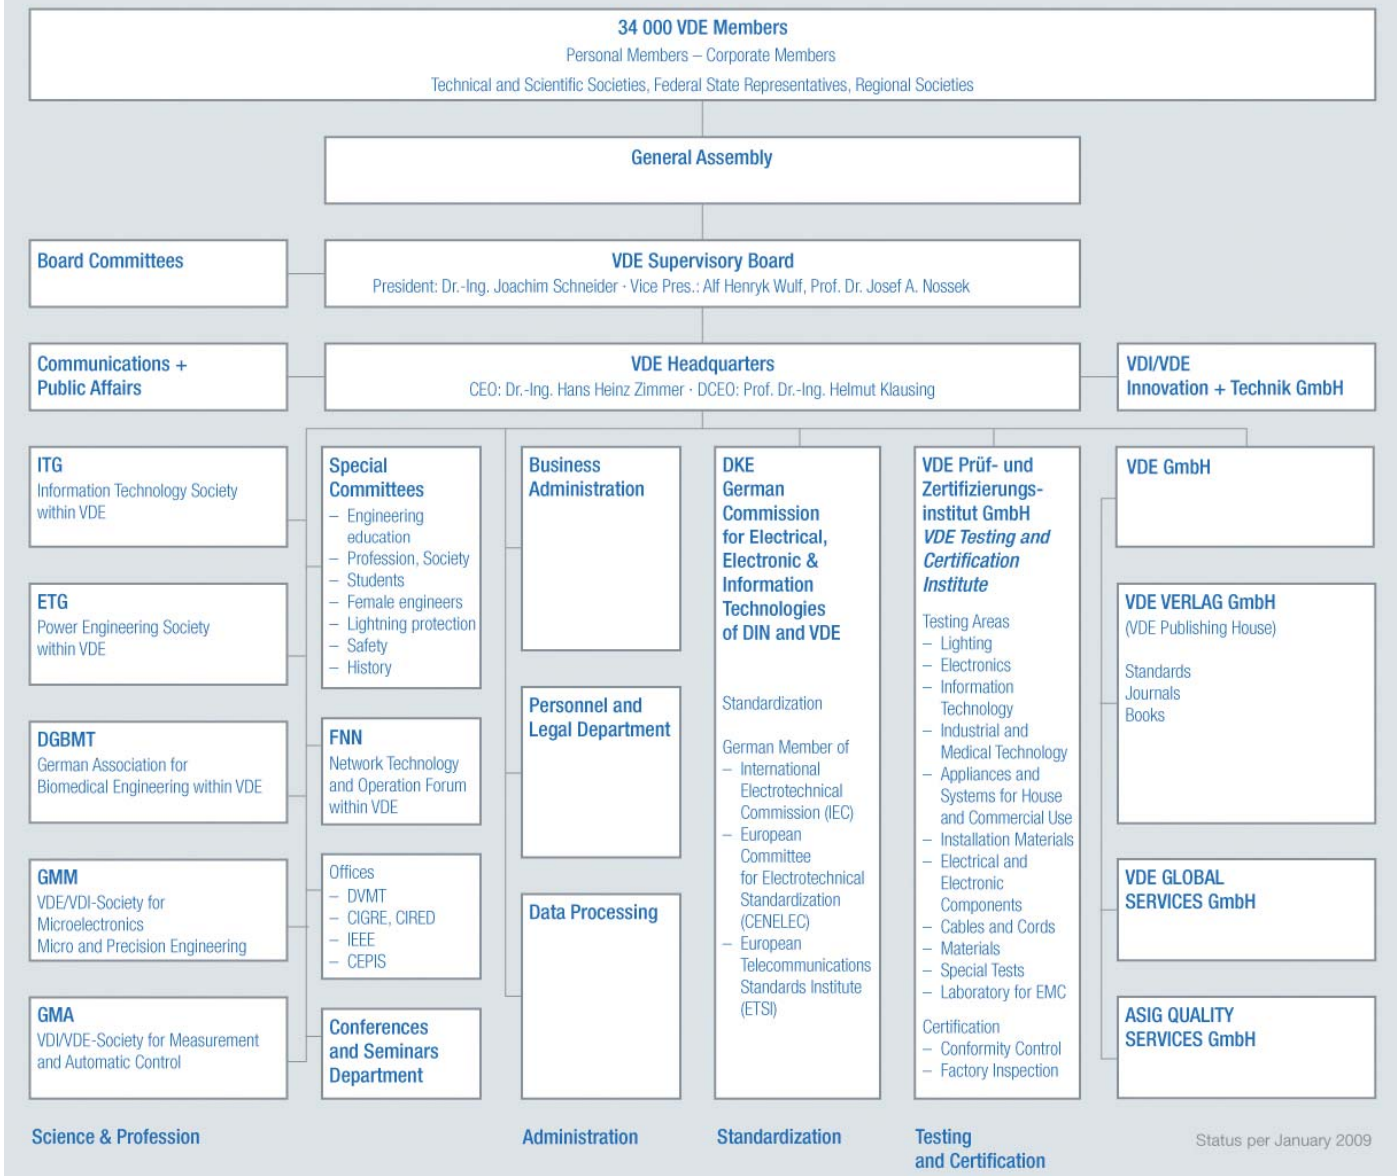 34 000 VDE Members
Personal Members – Corporate Members
Technical and Scientific Societies, Federal State Representatives, Regional Societies
General Assembly
Board Committees
VDE Supervisory Board
President: Dr.-Ing. Joachim Schneider · Vice Pres.: Alf Henryk Wulf, Prof. Dr. Josef A. Nossek
Communications +
Public Affairs
VDE Headquarters
CEO: Dr.-Ing. Hans Heinz Zimmer · DCEO: Prof. Dr.-Ing. Helmut Klausing
VDI/VDE
Innovation + Technik GmbH
ITG
Information Technology Society
within VDE
ETG
Power Engineering Society
within VDE
DGBMT
German Association for
Biomedical Engineering within VDE
GMM
VDE/VDI-Society for
Microelectronics
Micro and Precision Engineering
GMA
VDI/VDE-Society for Measurement
and Automatic Control
Special
Committees
– Engineering
education
– Profession, Society
– Students
– Female engineers
– Lightning protection
– Safety
– History
FNN
Network Technology
and Operation Forum
within VDE
Offices
– DVMT
– CIGRE, CIRED
– IEEE
– CEPIS
Conferences
and Seminars
Department
Business
Administration
Personnel and
Legal Department
Data Processing
DKE
German
Commission
for Electrical,
Electronic &
Information
Technologies
of DIN and VDE
Standardization
German Member of
– International
Electrotechnical
Commission (IEC)
– European
Committee
for Electrotechnical
Standardization
(CENELEC)
– European
Telecommunications
Standards Institute
(ETSI)
VDE Prüf- und
Zertifizierungs-
institut GmbH
VDE Testing and
Certification
Institute
Testing Areas
– Lighting
– Electronics
– Information
Technology
– Industrial and
Medical Technology
– Appliances and
Systems for House
and Commercial Use
– Installation Materials
– Electrical and
Electronic
Components
– Cables and Cords
– Materials
– Special Tests
– Laboratory for EMC
Certification
– Conformity Control
– Factory Inspection
VDE GmbH
VDE VERLAG GmbH
(VDE Publishing House)
Standards
Journals
Books
VDE GLOBAL
SERVICES GmbH
ASIG QUALITY
SERVICES GmbH
Science & Profession
Administration
Standardization
Testing
and Certification
Status per January 2009